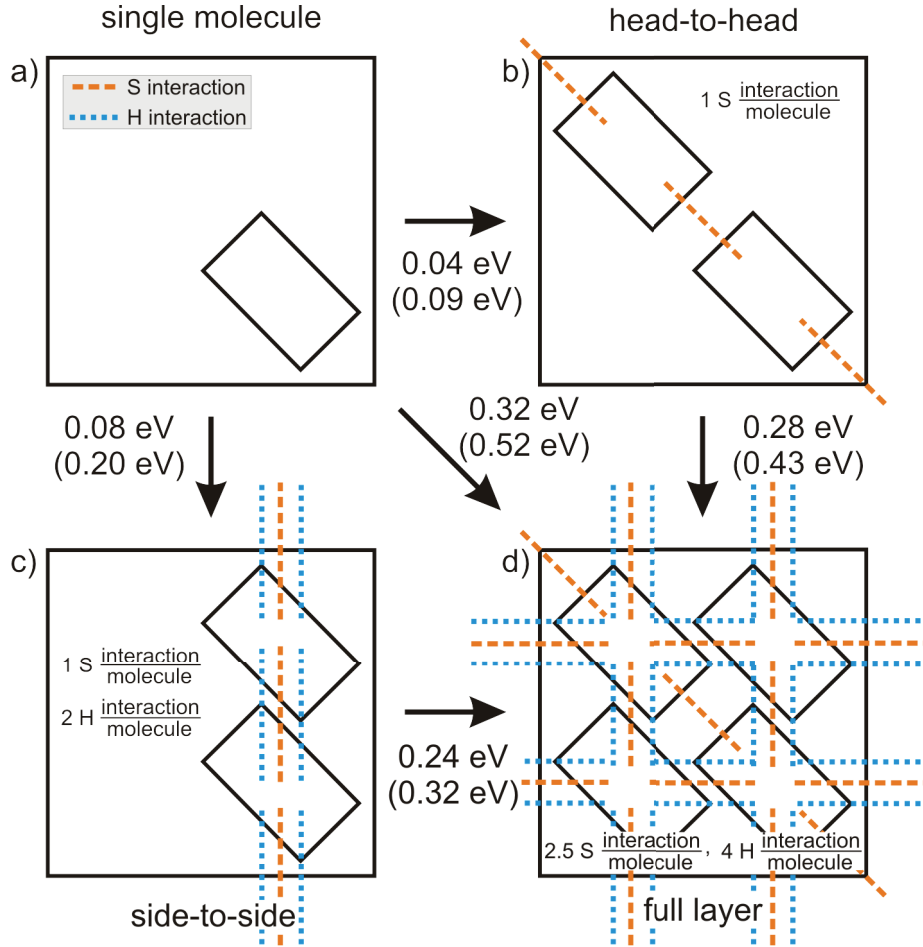 single molecule
head-to-head
a)
S interaction
H interaction
b)
1 S interaction/molecule
0.04 eV
(0.09 eV)
0.08 eV
(0.20 eV)
0.32 eV
(0.52 eV)
0.28 eV
(0.43 eV)
c)
1 S interaction/molecule
2 H interaction/molecule
d)
0.24 eV
(0.32 eV)
2.5 S interaction/molecule, 4 H interaction/molecule
side-to-side
full layer